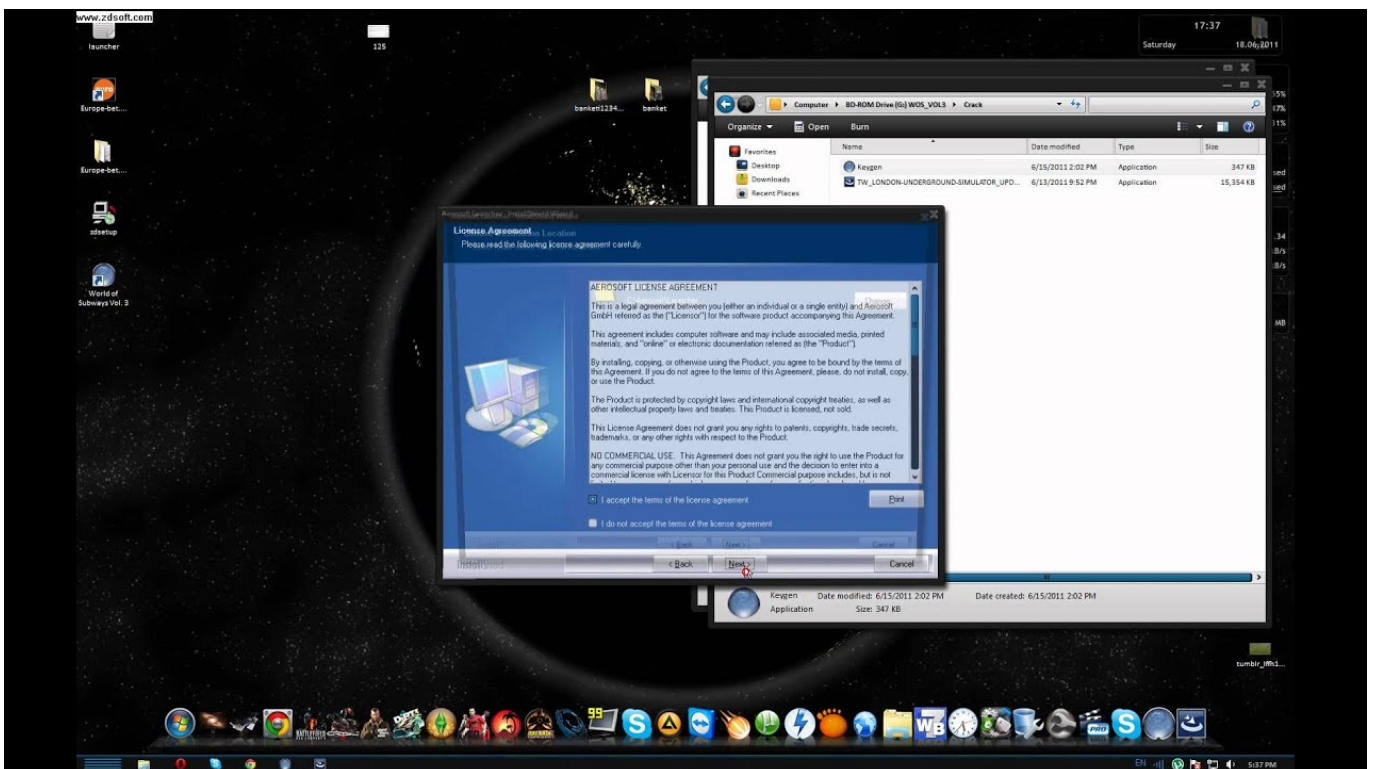 www.zdsoft.com
launcher
125
17:37
Saturday
18.06.2011
Europe-bet....
bankett1234...
banket
Europe-bet....
zdsetup
World of
Subways Vol. 3
Computer
BD-ROM Drive (G:) WOS_VOL3
Crack
Organize
Open
Burn
Favorites
Desktop
Downloads
Recent Places
Name
Date modified
Type
Size
Keygen
6/15/2011 2:02 PM
Application
347 KB
TW_LONDON-UNDERGROUND-SIMULATOR_UPD...
6/13/2011 9:52 PM
Application
15,354 KB
License Agreement
Please read the following license agreement carefully.
AEROSOFT LICENSE AGREEMENT
This is a legal agreement between you (either an individual or a single entity) and Aerosoft
GmbH referred as the ("Licensor") for the software product accompanying this Agreement.
This agreement includes computer software and may include associated media, printed
materials, and "online" or electronic documentation referred as (the "Product").
By installing, copying, or otherwise using the Product, you agree to be bound by the terms of
this Agreement. If you do not agree to the terms of this Agreement, please, do not install, copy,
or use the Product.
The Product is protected by copyright laws and international copyright treaties, as well as
other intellectual property laws and treaties. This Product is licensed, not sold.
This License Agreement does not grant you any rights to patents, copyrights, trade secrets,
trademarks, or any other rights with respect to the Product.
NO COMMERCIAL USE. This Agreement does not grant you the right to use the Product for
any commercial purpose other than your personal use and the decision to enter into a
commercial license with Licensor for this Product Commercial purpose includes, but is not
I accept the terms of the license agreement
Print
I do not accept the terms of the license agreement
< Back
Next >
Cancel
Keygen
Date modified: 6/15/2011 2:02 PM
Date created: 6/15/2011 2:02 PM
Application
Size: 347 KB
99
PRO
EN
5:37 PM